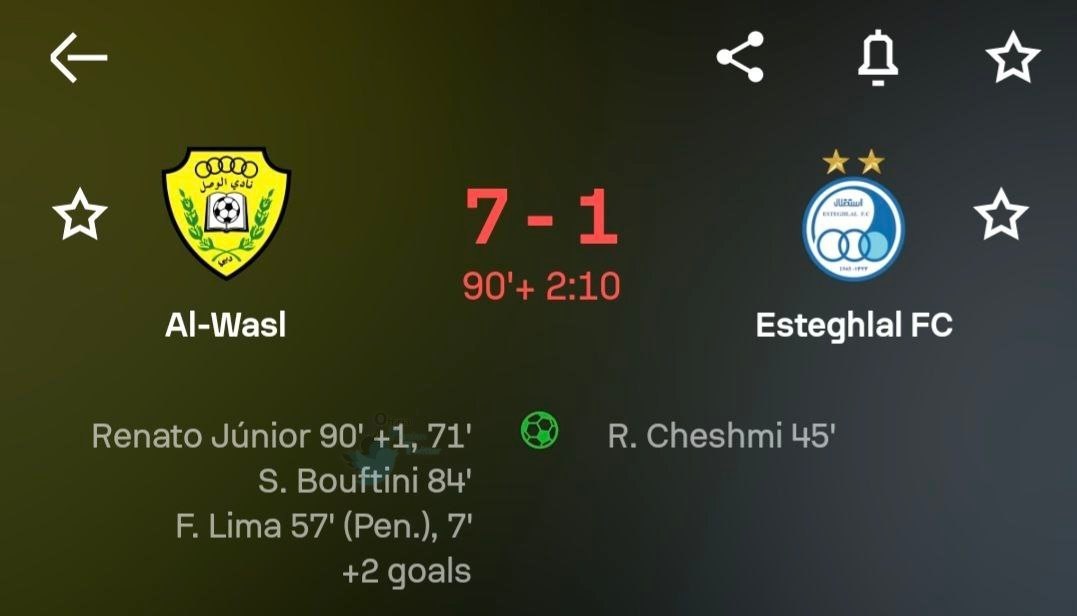 نادي الوصل
دبي
استقلال
ESTEGHLAL F.C
7 - 1
90'+ 2:10
Al-Wasl
Esteghlal FC
Renato Júnior 90' +1, 71'
R. Cheshmi 45'
S. Bouftini 84'
F. Lima 57' (Pen.), 7'
+2 goals